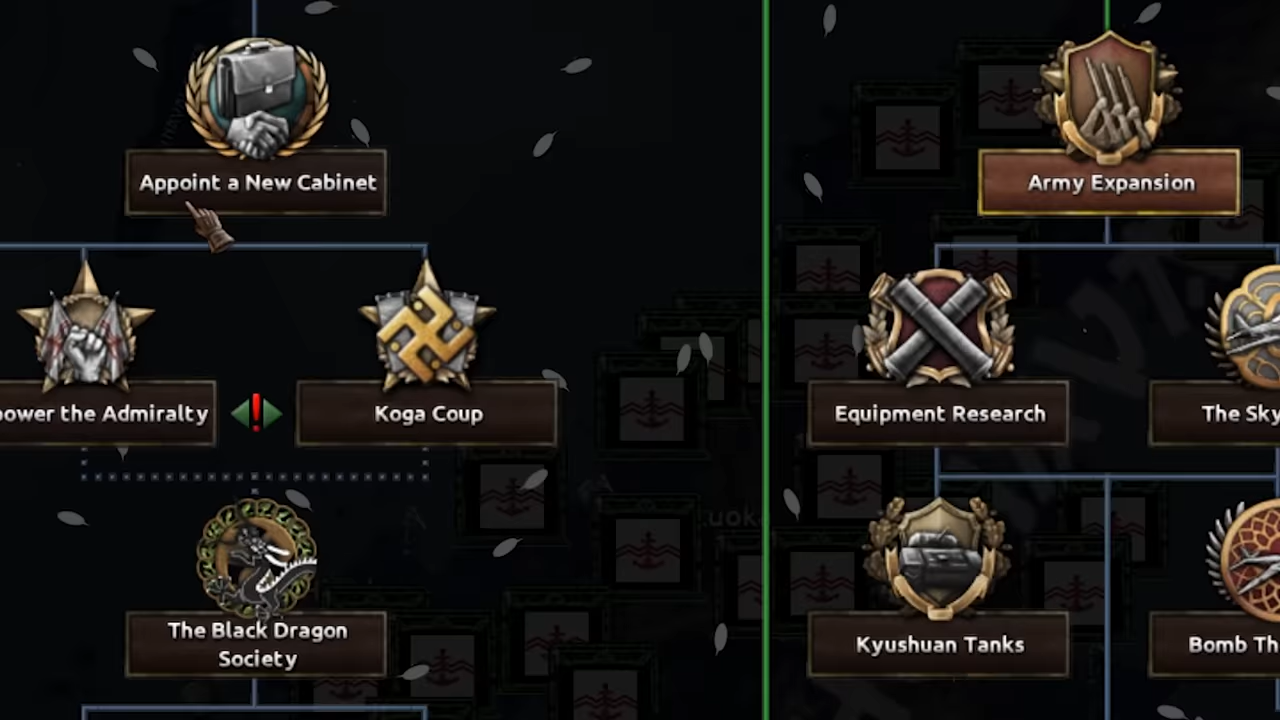 Appoint a New Cabinet
Army Expansion
power the Admiralty
Koga Coup
Equipment Research
The Sky
The Black Dragon
Society
Kyushuan Tanks
Bomb Th